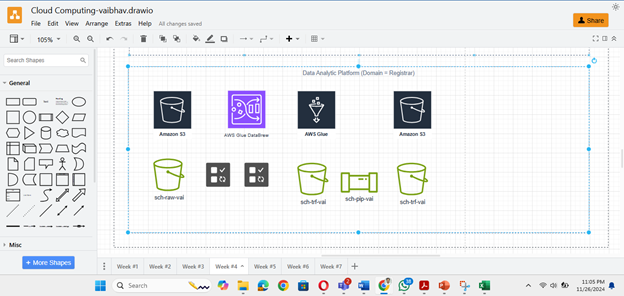 Cloud Computing-vaibhav.drawio
File Edit View Arrange Extras Help All changes saved
Share
105%
Search Shapes
General
Text
Misc
+ More Shapes
Data Analytic Platform (Domain = Registrar)
Amazon S3
AWS Glue DataBrew
AWS Glue
Amazon S3
sch-raw-vai
sch-trf-vai
sch-pip-vai
sch-trf-vai
Week #1 Week #2 Week #3 Week #4 Week #5 Week #6 Week #7
Search
11:05 PM
11/26/2024